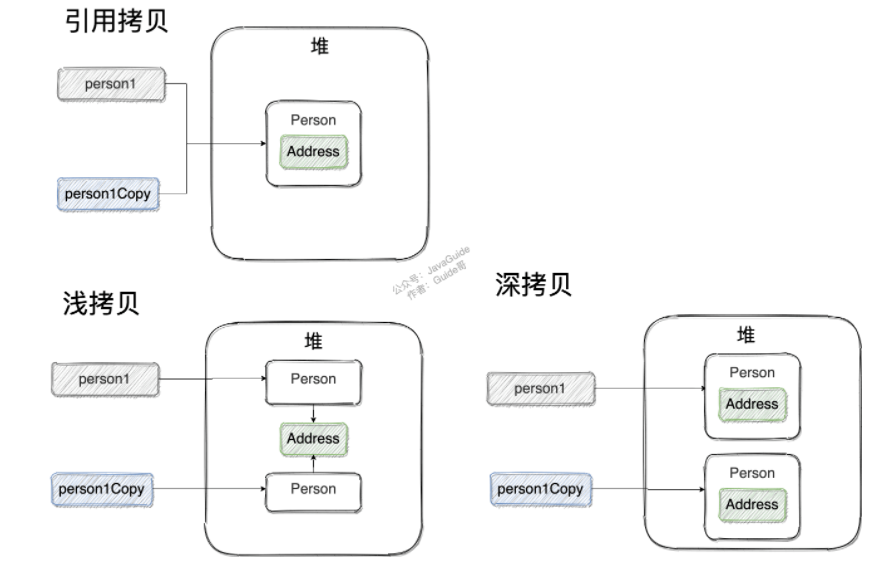 引用拷贝
堆
person1
Person
Address
person1Copy
公众号：JavaGuide
作者：Guide哥
浅拷贝
堆
person1
Person
Address
person1Copy
Person
深拷贝
堆
person1
Person
Address
person1Copy
Person
Address